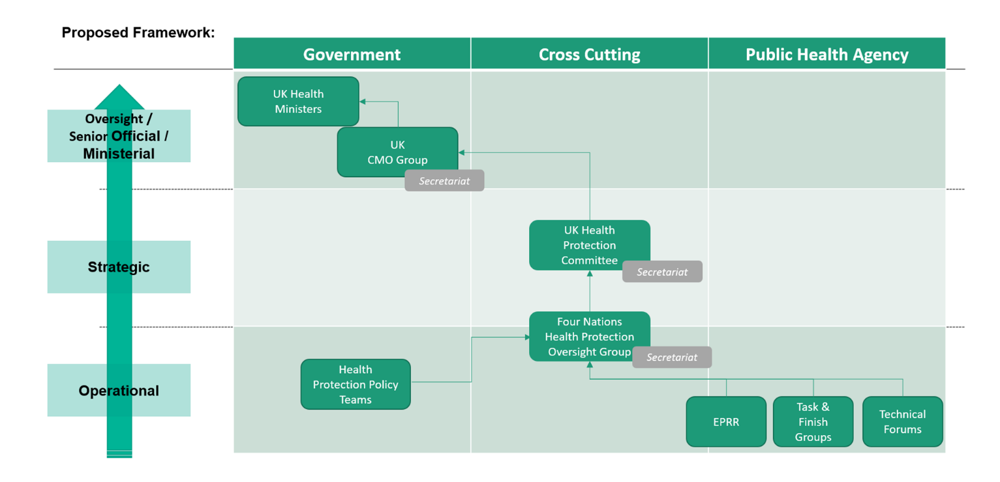 Proposed Framework:
Government
Cross Cutting
Public Health Agency
Oversight /
Senior Official /
Ministerial
UK Health
Ministers
UK
CMO Group
Secretariat
Strategic
UK Health
Protection
Committee
Secretariat
Four Nations
Health Protection
Oversight Group
Secretariat
Operational
Health
Protection Policy
Teams
EPRR
Task &
Finish
Groups
Technical
Forums